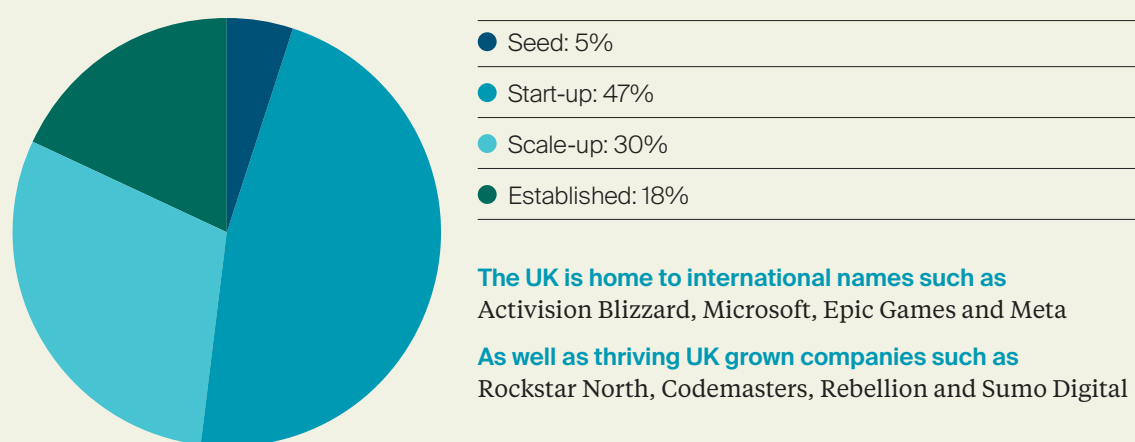 Seed: 5%
Start-up: 47%
Scale-up: 30%
Established: 18%
The UK is home to international names such as
Activision Blizzard, Microsoft, Epic Games and Meta
As well as thriving UK grown companies such as
Rockstar North, Codemasters, Rebellion and Sumo Digital